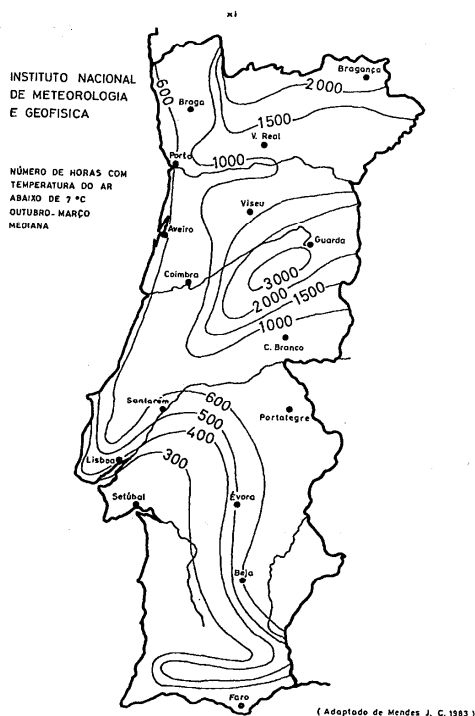 xi
INSTITUTO NACIONAL
DE METEOROLOGIA
E GEOFISICA
NÚMERO DE HORAS COM
TEMPERATURA DO AR
ABAIXO DE 7 ºC
OUTUBRO-MARÇO
MEDIANA
600
Braga
Bragança
2000
1500
V. Real
Porto
1000
Viseu
Aveiro
Guarda
Coimbra
3000
2000
1500
1000
C. Branco
Santarém
600
500
400
300
Portalegre
Lisboa
Setúbal
Évora
Beja
Faro
( Adaptado de Mendes J. C. 1983 )